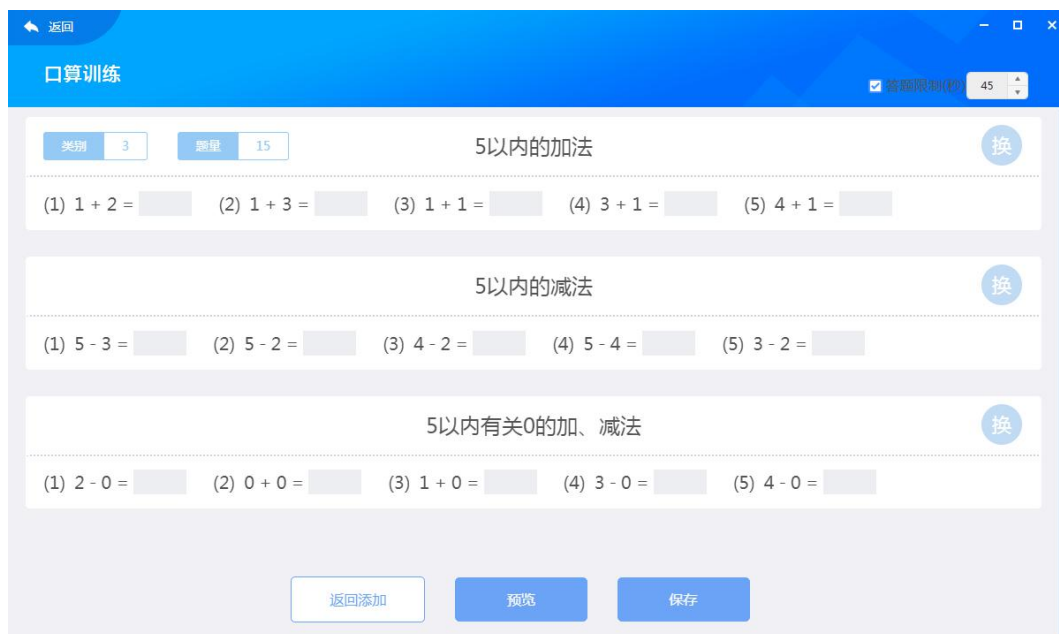 返回
口算训练
答题限制(秒) 45
类别 3 题量 15 5以内的加法 换
(1) 1 + 2 = (2) 1 + 3 = (3) 1 + 1 = (4) 3 + 1 = (5) 4 + 1 =
5以内的减法 换
(1) 5 - 3 = (2) 5 - 2 = (3) 4 - 2 = (4) 5 - 4 = (5) 3 - 2 =
5以内有关0的加、减法 换
(1) 2 - 0 = (2) 0 + 0 = (3) 1 + 0 = (4) 3 - 0 = (5) 4 - 0 =
返回添加 预览 保存